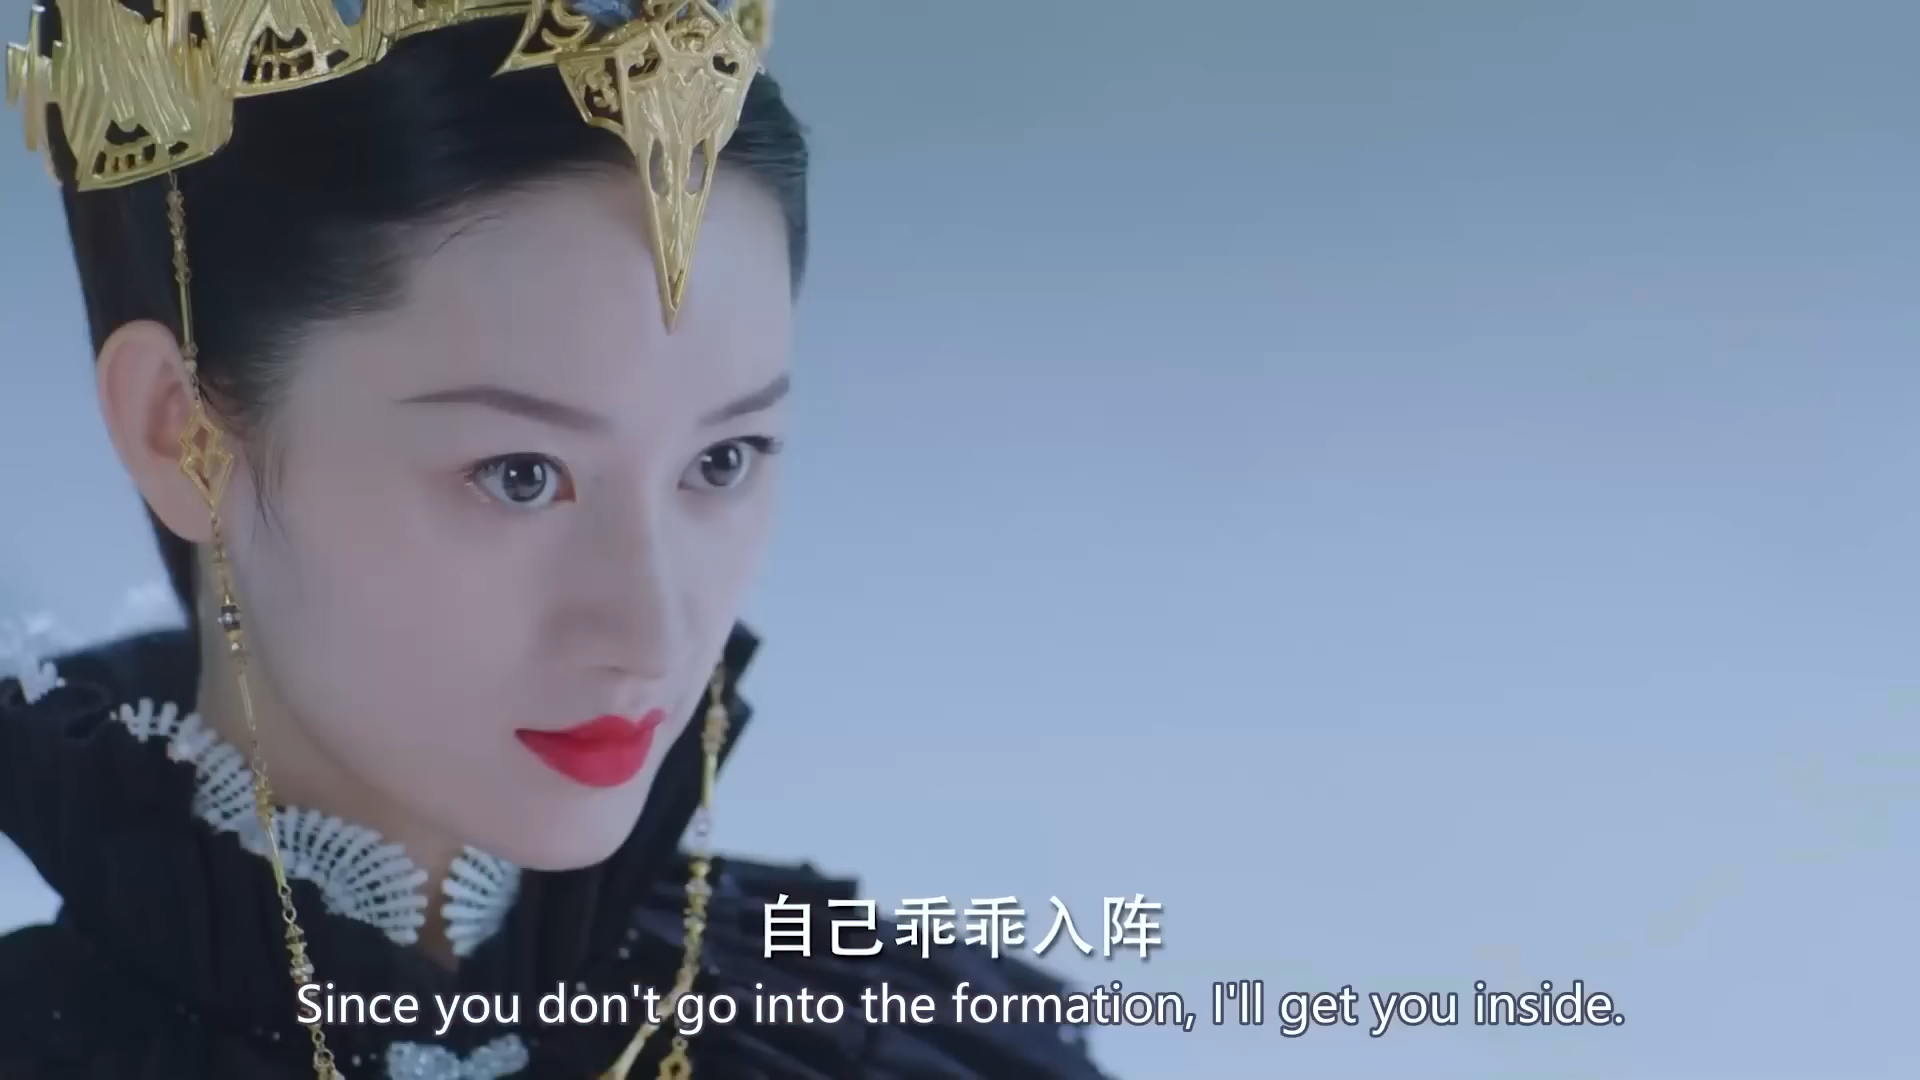 自己乖乖入阵
Since you don't go into the formation, I'll get you inside.